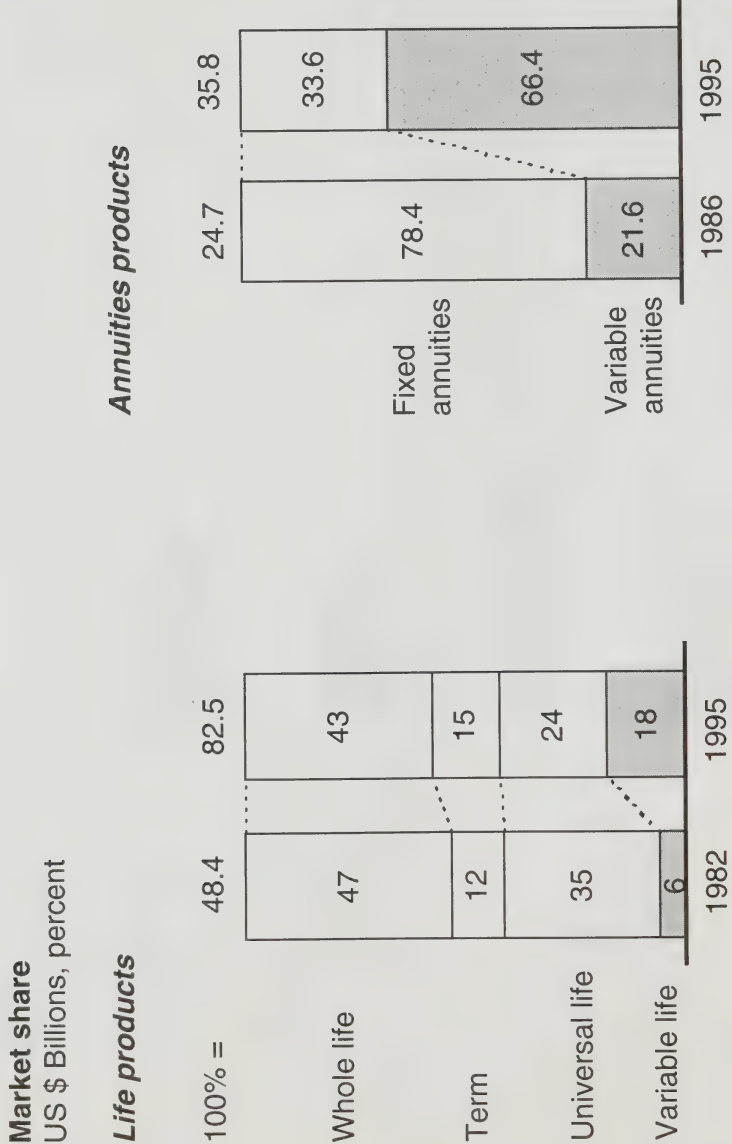 Market share
US $ Billions, percent
Life products
100% = 48.4 82.5
Whole life 47 43
Term 12 15
Universal life 35 24
Variable life 6 18
1982 1995
Annuities products
24.7 35.8
Fixed
annuities
78.4 33.6
Variable
annuities
21.6 66.4
1986 1995